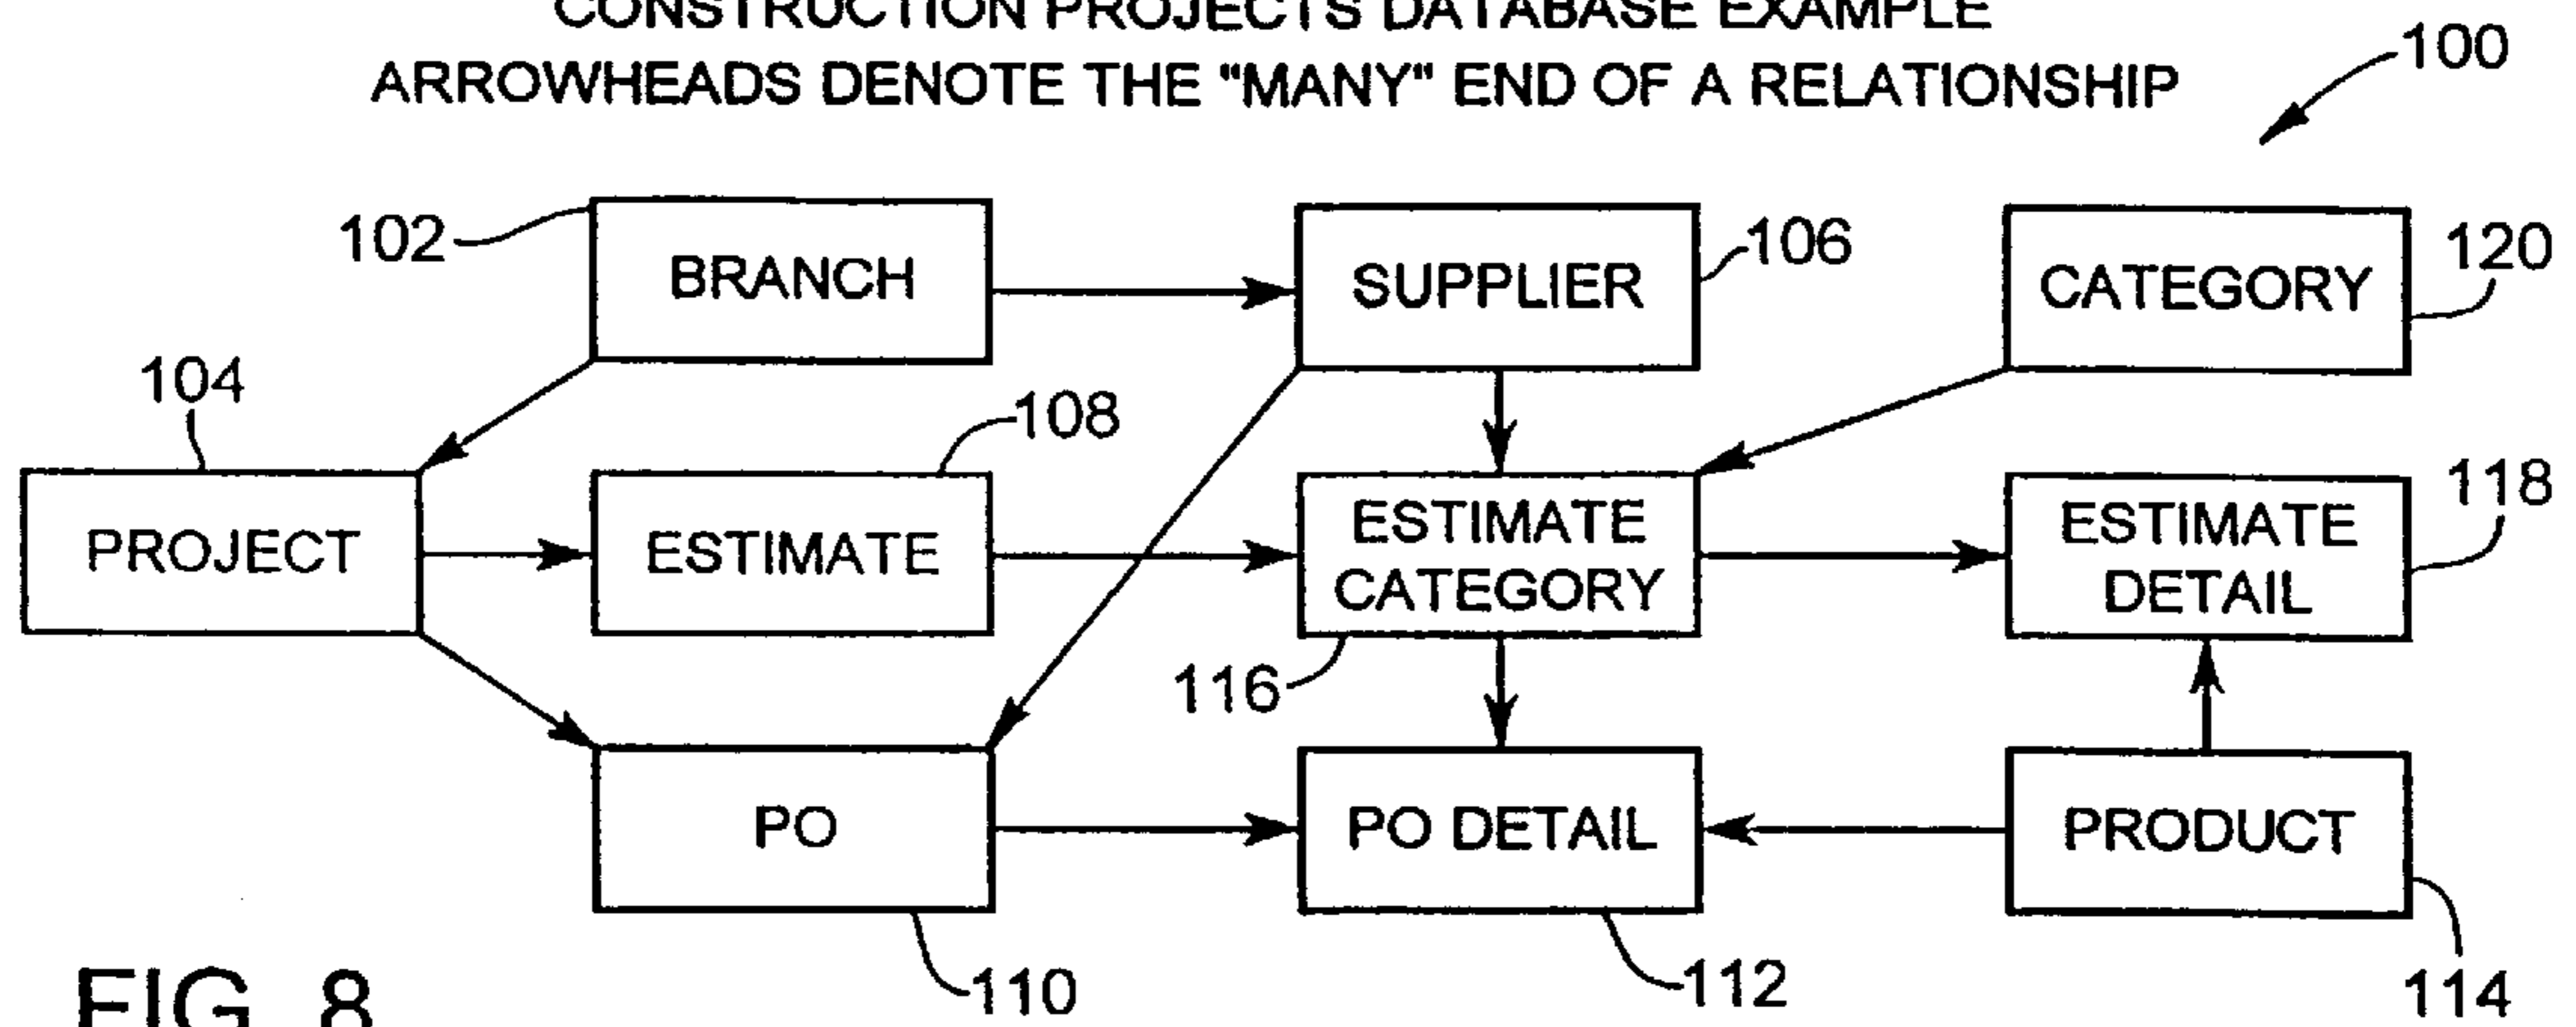 CONSTRUCTION PROJECTS DATABASE EXAMPLE
ARROWHEADS DENOTE THE "MANY" END OF A RELATIONSHIP
100
102
BRANCH
SUPPLIER
106
CATEGORY
120
104
108
PROJECT
ESTIMATE
ESTIMATE
CATEGORY
116
ESTIMATE
DETAIL
118
PO
110
PO DETAIL
112
PRODUCT
114
FIG. 8